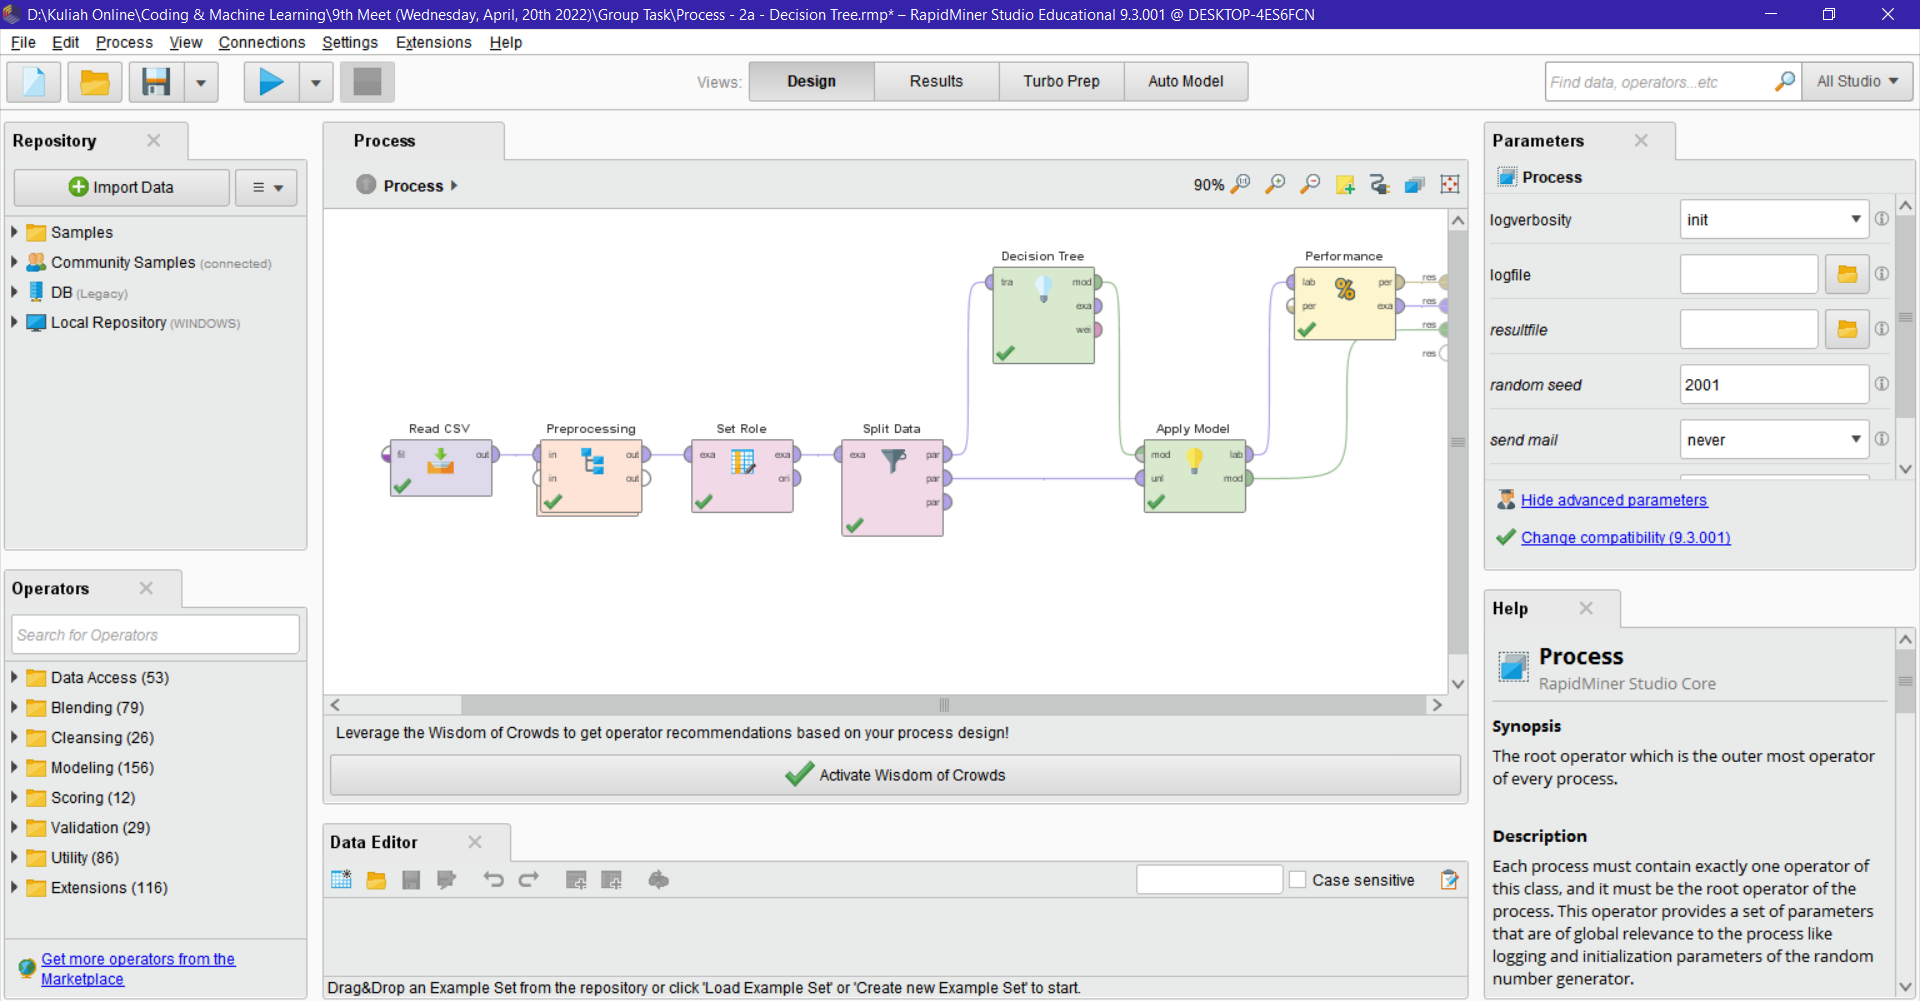 D:\Kuliah Online\Coding & Machine Learning\9th Meet (Wednesday, April, 20th 2022)\Group Task\Process - 2a - Decision Tree.rmp* – RapidMiner Studio Educational 9.3.001 @ DESKTOP-4ES6FCN
File Edit Process View Connections Settings Extensions Help
Views: Design Results Turbo Prep Auto Model
Find data, operators...etc All Studio
Repository
Import Data
Samples
Community Samples (connected)
DB (Legacy)
Local Repository (WINDOWS)
Operators
Search for Operators
Data Access (53)
Blending (79)
Cleansing (26)
Modeling (156)
Scoring (12)
Validation (29)
Utility (86)
Extensions (116)
Get more operators from the
Marketplace
Process
Process
90%
Read CSV
fil out
Preprocessing
in out
in out
Set Role
exa exa
ori
Split Data
exa par
par
par
Decision Tree
tra mod
exa
wei
Apply Model
mod lab
unl mod
Performance
lab per
per exa
res
res
res
res
Leverage the Wisdom of Crowds to get operator recommendations based on your process design!
Activate Wisdom of Crowds
Data Editor
Case sensitive
Drag&Drop an Example Set from the repository or click 'Load Example Set' or 'Create new Example Set' to start.
Parameters
Process
logverbosity init
logfile
resultfile
random seed 2001
send mail never
Hide advanced parameters
Change compatibility (9.3.001)
Help
Process
RapidMiner Studio Core
Synopsis
The root operator which is the outer most operator
of every process.
Description
Each process must contain exactly one operator of
this class, and it must be the root operator of the
process. This operator provides a set of parameters
that are of global relevance to the process like
logging and initialization parameters of the random
number generator.